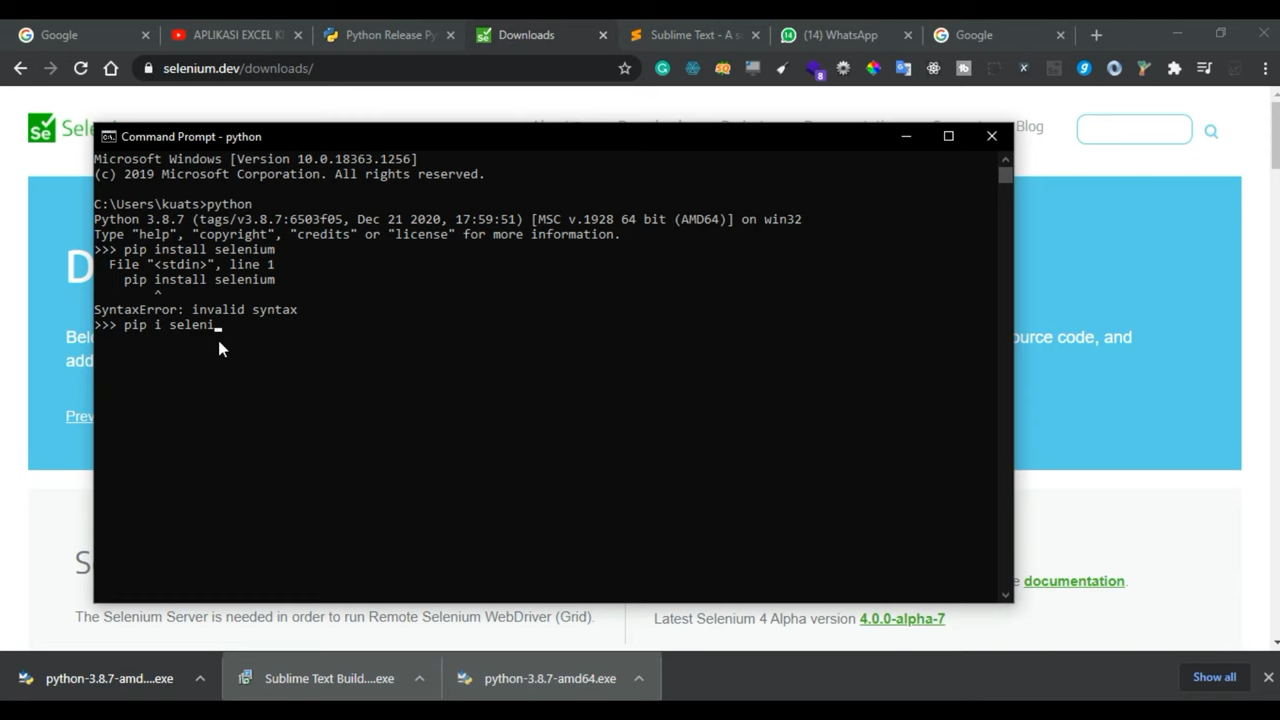 Google
APLIKASI EXCEL K
Python Release Py
Downloads
Sublime Text - A s
(14) WhatsApp
Google
selenium.dev/downloads/
8
Blog
Command Prompt - python
Microsoft Windows [Version 10.0.18363.1256]
(c) 2019 Microsoft Corporation. All rights reserved.
C:\Users\kuats>python
Python 3.8.7 (tags/v3.8.7:6503f05, Dec 21 2020, 17:59:51) [MSC v.1928 64 bit (AMD64)] on win32
Type "help", "copyright", "credits" or "license" for more information.
>>> pip install selenium
File "<stdin>", line 1
pip install selenium
^
SyntaxError: invalid syntax
>>> pip i seleni_
D
Bel
ource code, and
add
Prev
S
e documentation.
The Selenium Server is needed in order to run Remote Selenium WebDriver (Grid).
Latest Selenium 4 Alpha version 4.0.0-alpha-7
python-3.8.7-amd....exe
Sublime Text Build....exe
python-3.8.7-amd64.exe
Show all